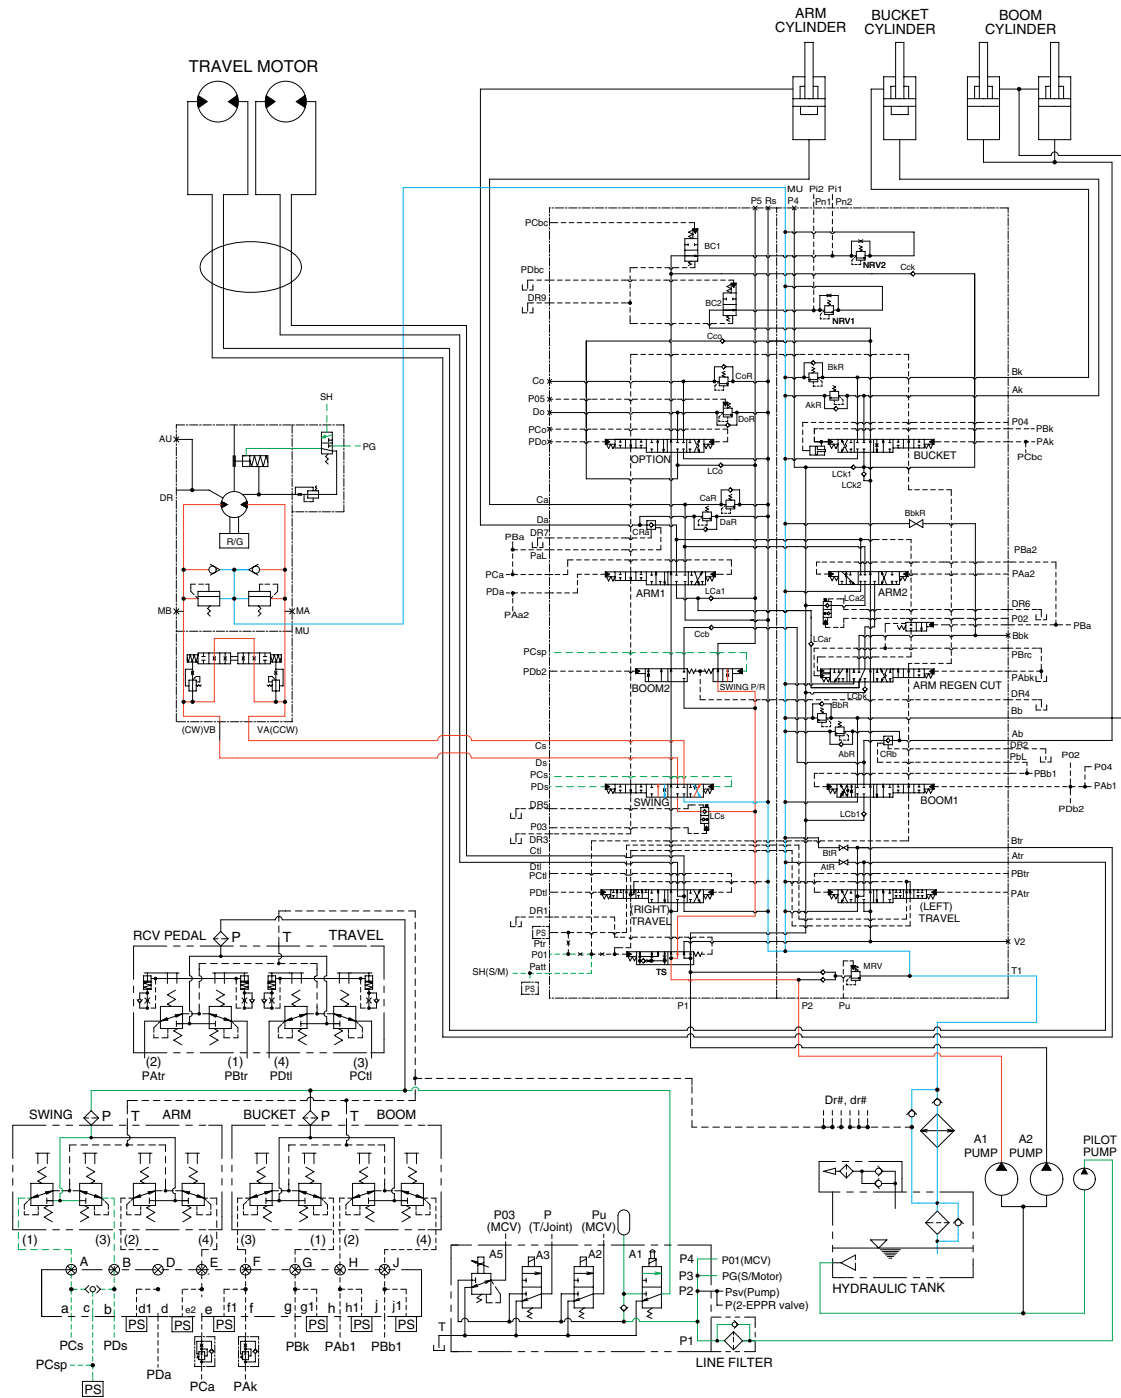 ARM
CYLINDER
BUCKET
CYLINDER
BOOM
CYLINDER
TRAVEL MOTOR
MU Pi2 Pi1
P5 Rs P4 Pn1 Pn2
PCbc
BC1
NRV2
Cck
PDbc
DR9
BC2
NRV1
Cco
Co
CoR
BkR
Bk
P05
AkR
Ak
Do
DoR
PCo
P04
PBk
PDo
PAk
OPTION
BUCKET
PCbc
LCo
LCk1
LCk2
SH
AU
PG
DR
R/G
MB
MA
MU
(CW)VB
VA(CCW)
Ca
CaR
Da
DaR
BbkR
PBa
DR7
CRa
PaL
PBa2
PCa
PAa2
PDa
ARM1
ARM2
PAa2
LCa1
LCa2
DR6
P02
Ccb
PBa
LCar
Bbk
PCsp
PBrc
PDb2
PAbk
BOOM2
SWING P/R
ARM REGEN CUT
LCbk
DR4
BbR
Bb
Ab
AbR
CRb
DR2
PbL
P02
P04
PBb1
PAb1
PDb2
Cs
Ds
PCs
PDs
SWING
BOOM1
DR5
LCs
LCb1
P03
DR3
Ctl
BtR
Btr
Dtl
AtR
Atr
PCtl
PBtr
PDtl
PAtr
(RIGHT)
TRAVEL
(LEFT)
TRAVEL
DR1
PS
Ptr
P01
V2
Patt
TS
SH(S/M)
MRV
T1
PS
P1
P2
Pu
RCV PEDAL P T TRAVEL
(2) (1) (4) (3)
PAtr PBtr PDtl PCtl
SWING P T ARM
BUCKET P T BOOM
(1) (3) (2) (4) (3) (1) (2) (4)
A B D E F G H J
a c b d1 d e2 e f1 f g g1 h h1 j j1
PS PS PS PS PS PS
PCs PDs
PCsp
PDa
PCa PAk
PBk PAb1 PBb1
PS
Dr#, dr#
A1
PUMP
A2
PUMP
PILOT
PUMP
HYDRAULIC TANK
P03
(MCV)
P
(T/Joint)
Pu
(MCV)
A5 A3 A2 A1
P4 P01(MCV)
P3 PG(S/Motor)
P2 Psv(Pump)
P(2-EPPR valve)
T
P1
LINE FILTER